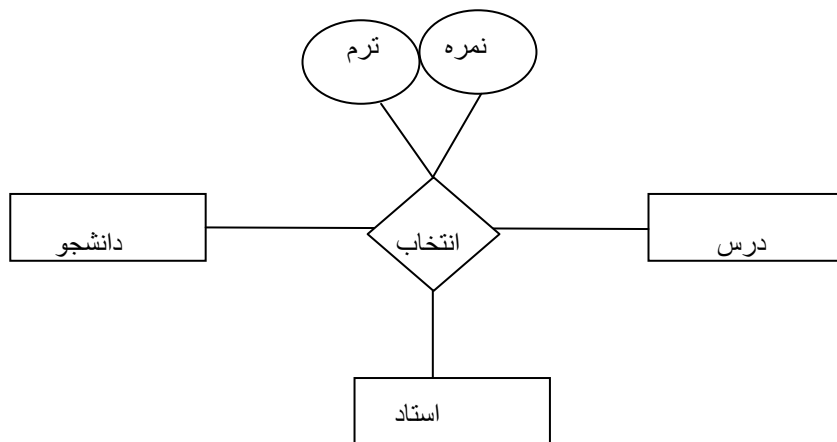 نمره
ترم
درس
انتخاب
دانشجو
استاد